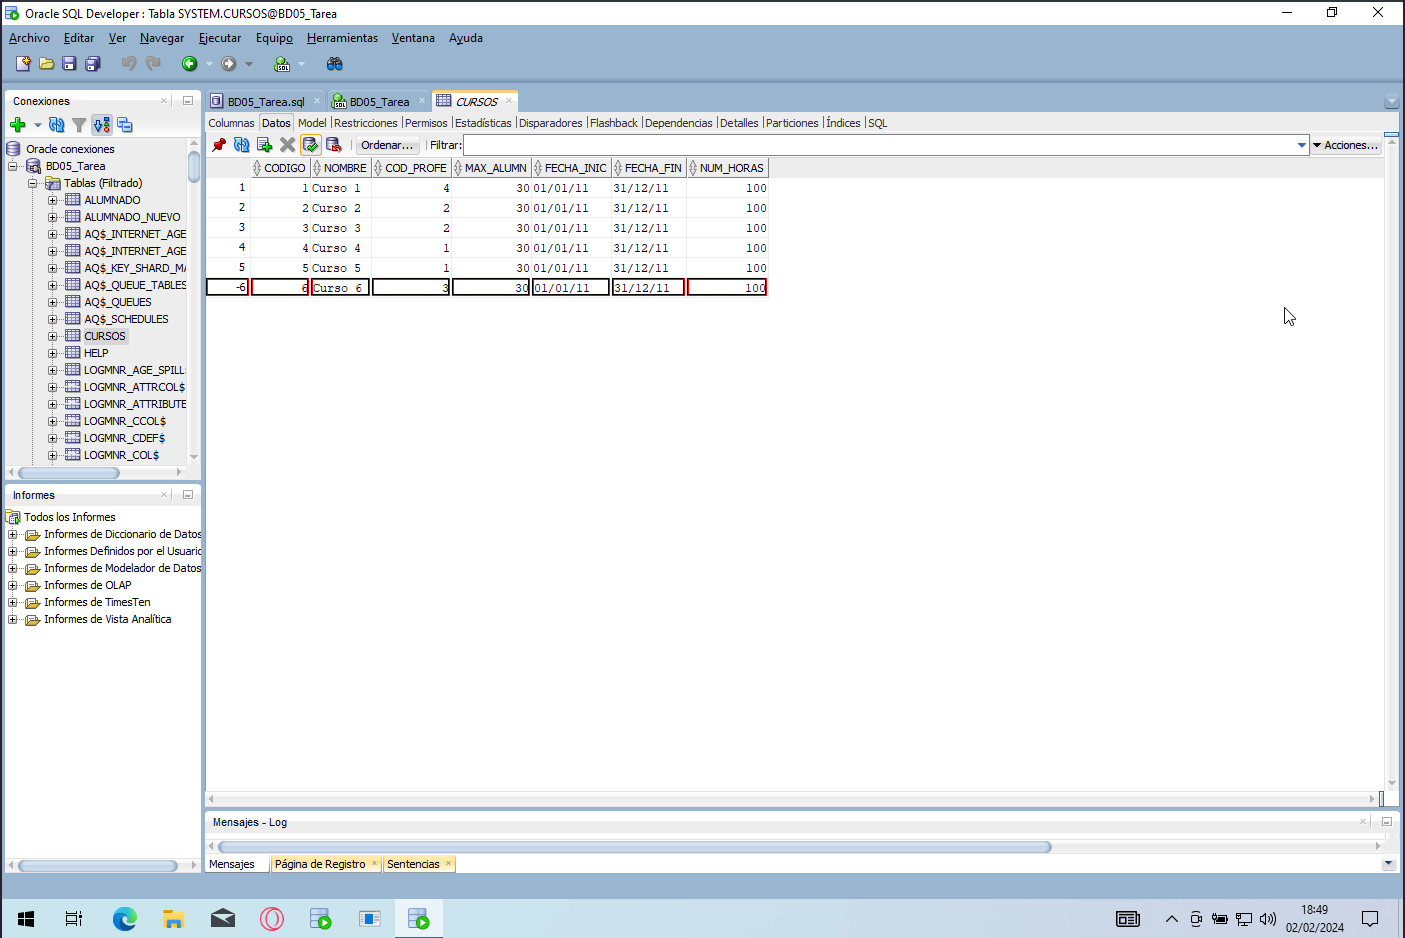 Oracle SQL Developer : Tabla SYSTEM.CURSOS@BD05_Tarea
Archivo Editar Ver Navegar Ejecutar Equipo Herramientas Ventana Ayuda
Conexiones
Oracle conexiones
BD05_Tarea
Tablas (Filtrado)
ALUMNADO
ALUMNADO_NUEVO
AQ$_INTERNET_AGE
AQ$_INTERNET_AGE
AQ$_KEY_SHARD_MA
AQ$_QUEUE_TABLES
AQ$_QUEUES
AQ$_SCHEDULES
CURSOS
HELP
LOGMNR_AGE_SPILL
LOGMNR_ATTRCOL$
LOGMNR_ATTRIBUTE
LOGMNR_CCOL$
LOGMNR_CDEF$
LOGMNR_COL$
Informes
Todos los Informes
Informes de Diccionario de Datos
Informes Definidos por el Usuario
Informes de Modelador de Datos
Informes de OLAP
Informes de TimesTen
Informes de Vista Analítica
BD05_Tarea.sql BD05_Tarea CURSOS
Columnas Datos Model Restricciones Permisos Estadísticas Disparadores Flashback Dependencias Detalles Particiones Índices SQL
Ordenar... Filtrar: Acciones...
CODIGO NOMBRE COD_PROFE MAX_ALUMN FECHA_INIC FECHA_FIN NUM_HORAS
1 1 Curso 1 4 30 01/01/11 31/12/11 100
2 2 Curso 2 2 30 01/01/11 31/12/11 100
3 3 Curso 3 2 30 01/01/11 31/12/11 100
4 4 Curso 4 1 30 01/01/11 31/12/11 100
5 5 Curso 5 1 30 01/01/11 31/12/11 100
-6 6 Curso 6 3 30 01/01/11 31/12/11 100
Mensajes - Log
Mensajes Página de Registro Sentencias
18:49
02/02/2024